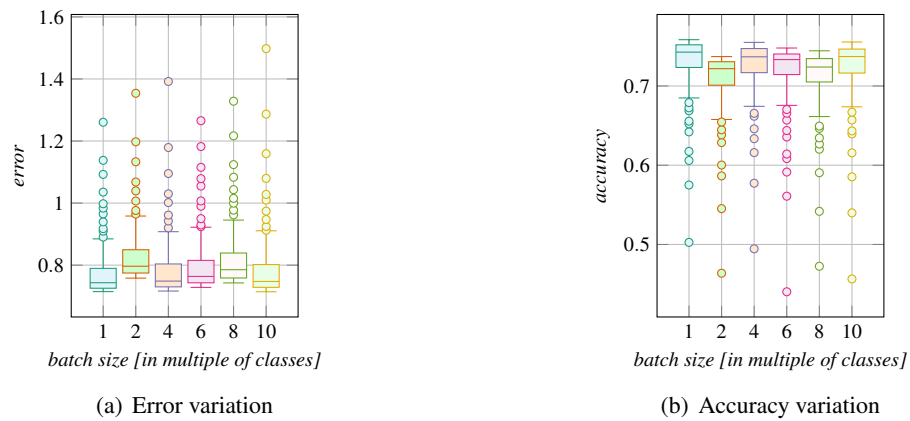 1.6
1.4
1.2
1
0.8
error
1 2 4 6 8 10
batch size [in multiple of classes]
(a) Error variation
0.7
0.6
0.5
accuracy
1 2 4 6 8 10
batch size [in multiple of classes]
(b) Accuracy variation